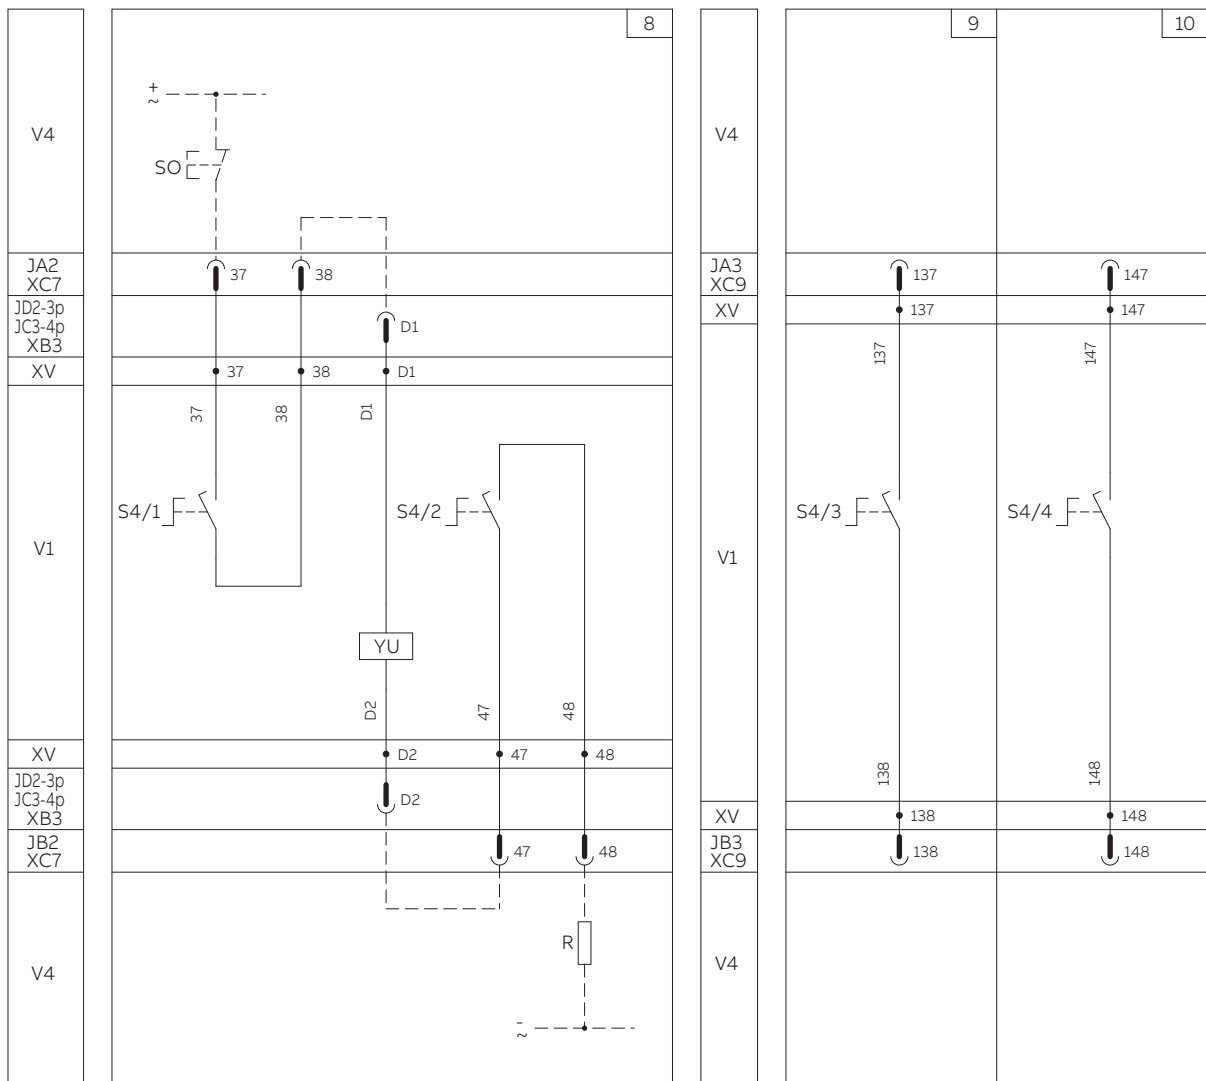 8
9
10
+
~
V4
V4
SO
JA2
XC7
37
38
JA3
XC9
137
147
JD2-3p
JC3-4p
XB3
D1
XV
137
147
XV
37
38
D1
37
38
D1
137
147
S4/1
S4/2
S4/3
S4/4
V1
V1
YU
D2
47
48
138
148
XV
D2
47
48
JD2-3p
JC3-4p
XB3
D2
XV
138
148
JB2
XC7
47
48
JB3
XC9
138
148
R
V4
V4
-
~